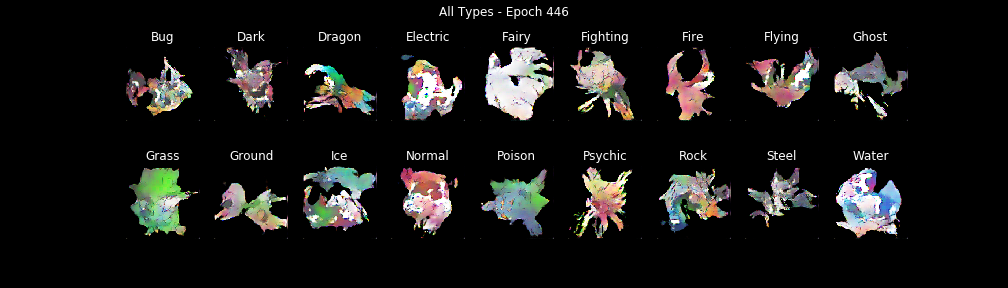 All Types - Epoch 446
Bug Dark Dragon Electric Fairy Fighting Fire Flying Ghost
Grass Ground Ice Normal Poison Psychic Rock Steel Water